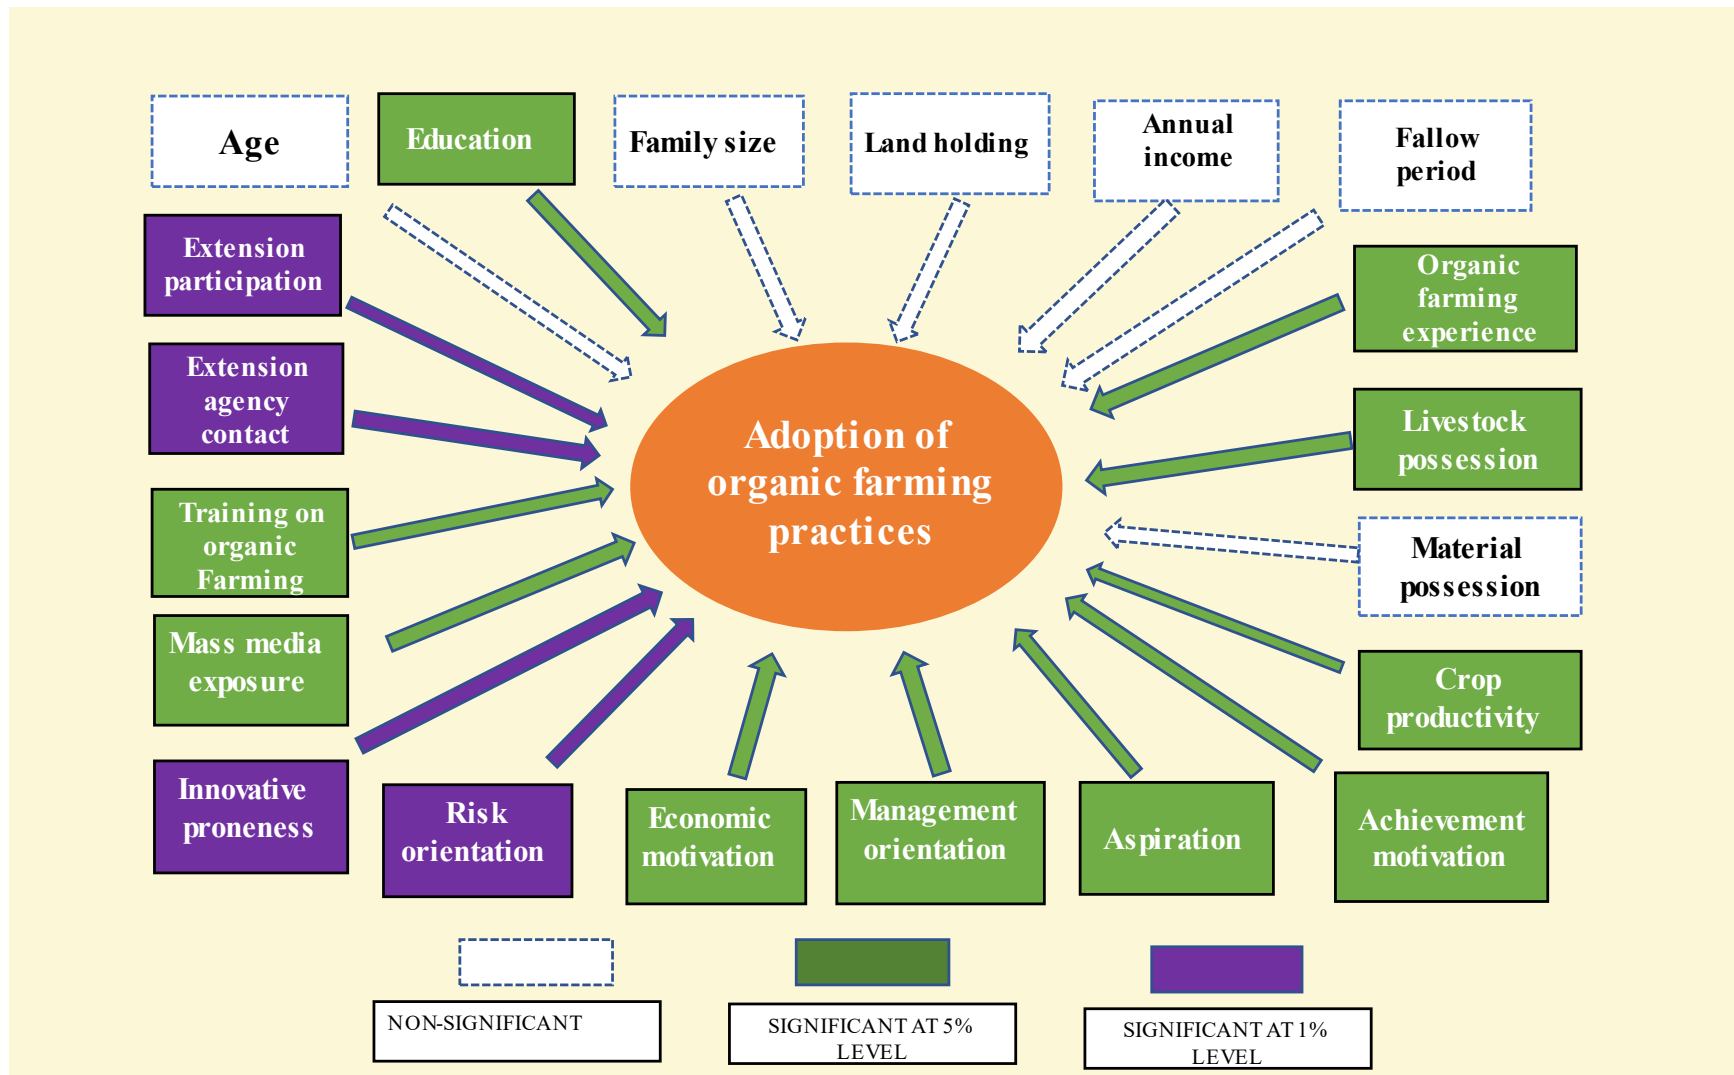 Age
Education
Family size
Land holding
Annual
income
Fallow
period
Extension
participation
Organic
farming
experience
Extension
agency
contact
Livestock
possession
Adoption of
organic farming
practices
Training on
organic
Farming
Material
possession
Mass media
exposure
Crop
productivity
Innovative
proneness
Risk
orientation
Economic
motivation
Management
orientation
Aspiration
Achievement
motivation
NON-SIGNIFICANT
SIGNIFICANT AT 5%
LEVEL
SIGNIFICANT AT 1%
LEVEL